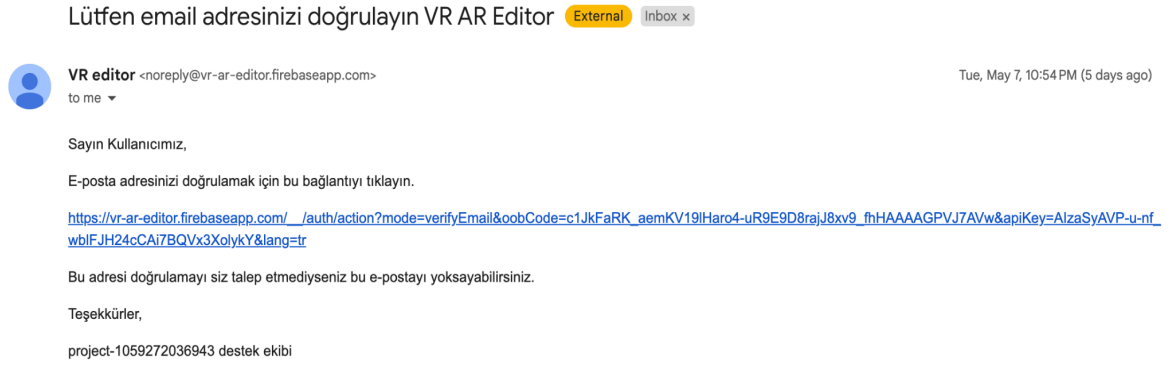 Lütfen email adresinizi doğrulayın VR AR Editor External Inbox ×
VR editor <noreply@vr-ar-editor.firebaseapp.com> Tue, May 7, 10:54 PM (5 days ago)
to me
Sayın Kullanıcımız,
E-posta adresinizi doğrulamak için bu bağlantıyı tıklayın.
https://vr-ar-editor.firebaseapp.com/__/auth/action?mode=verifyEmail&oobCode=c1JkFaRK_aemKV19lHaro4-uR9E9D8rajJ8xv9_fhHAAAAGPVJ7AVw&apiKey=AIzaSyAVP-u-nf_
wblFJH24cCAi7BQVx3XolykY&lang=tr
Bu adresi doğrulamayı siz talep etmediyseniz bu e-postayı yoksayabilirsiniz.
Teşekkürler,
project-1059272036943 destek ekibi